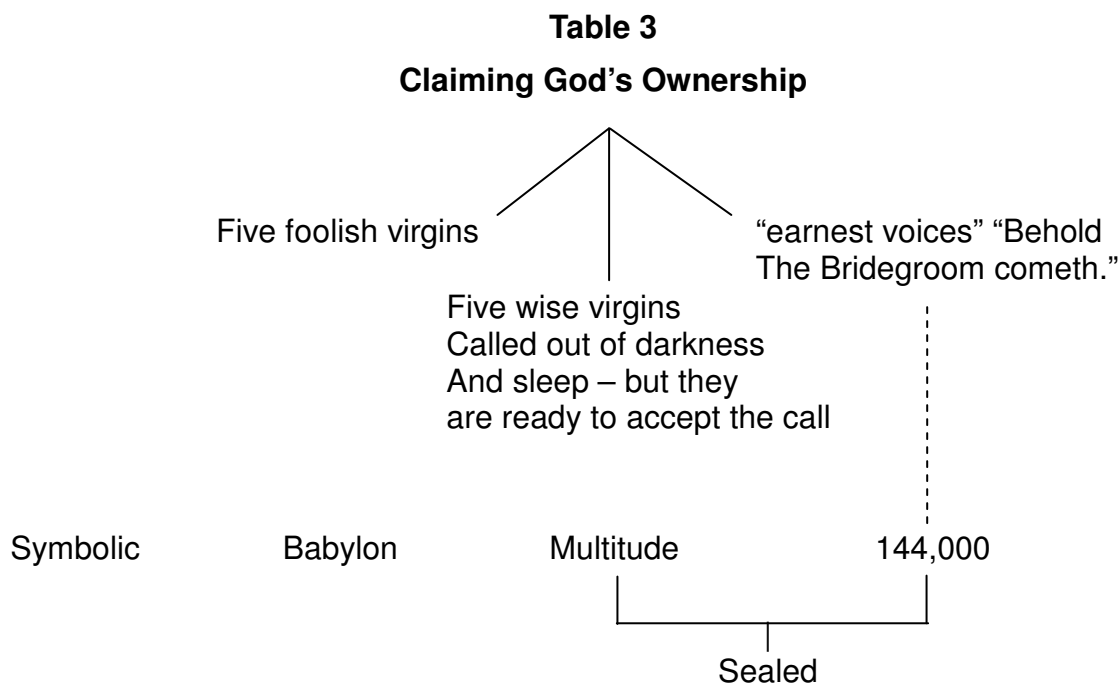 Table 3
Claiming God’s Ownership
Five foolish virgins
“earnest voices” “Behold
The Bridegroom cometh.”
Five wise virgins
Called out of darkness
And sleep – but they
are ready to accept the call
Symbolic Babylon Multitude 144,000
Sealed